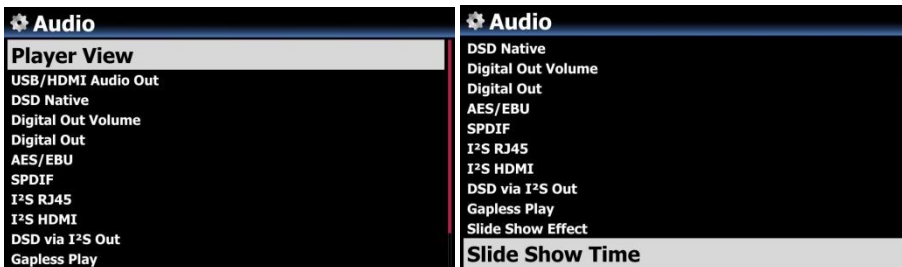 Audio
Player View
USB/HDMI Audio Out
DSD Native
Digital Out Volume
Digital Out
AES/EBU
SPDIF
I²S RJ45
I²S HDMI
DSD via I²S Out
Gapless Play
Audio
DSD Native
Digital Out Volume
Digital Out
AES/EBU
SPDIF
I²S RJ45
I²S HDMI
DSD via I²S Out
Gapless Play
Slide Show Effect
Slide Show Time